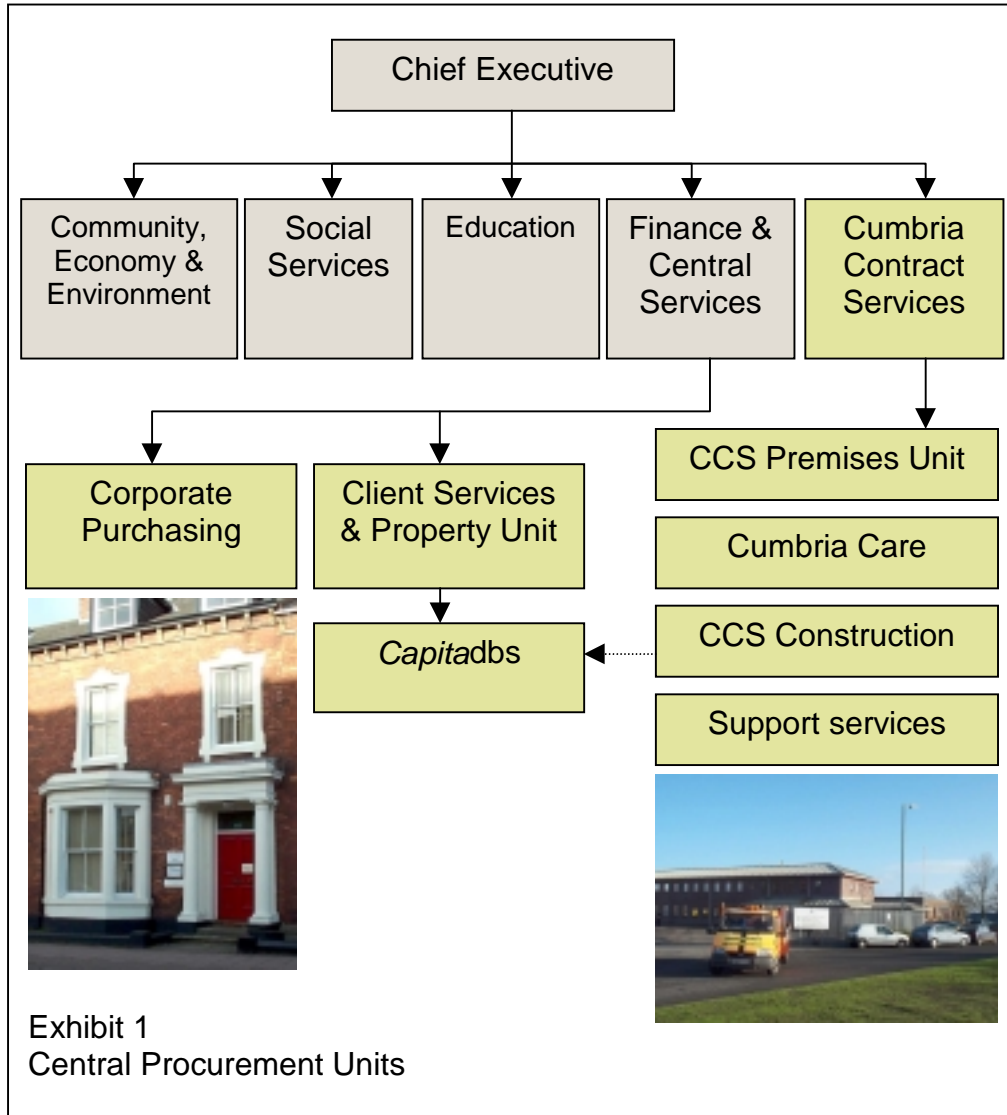 Chief Executive
Community,
Economy &
Environment
Social
Services
Education
Finance &
Central
Services
Cumbria
Contract
Services
Corporate
Purchasing
Client Services
& Property Unit
Capitadbs
CCS Premises Unit
Cumbria Care
CCS Construction
Support services
Exhibit 1
Central Procurement Units